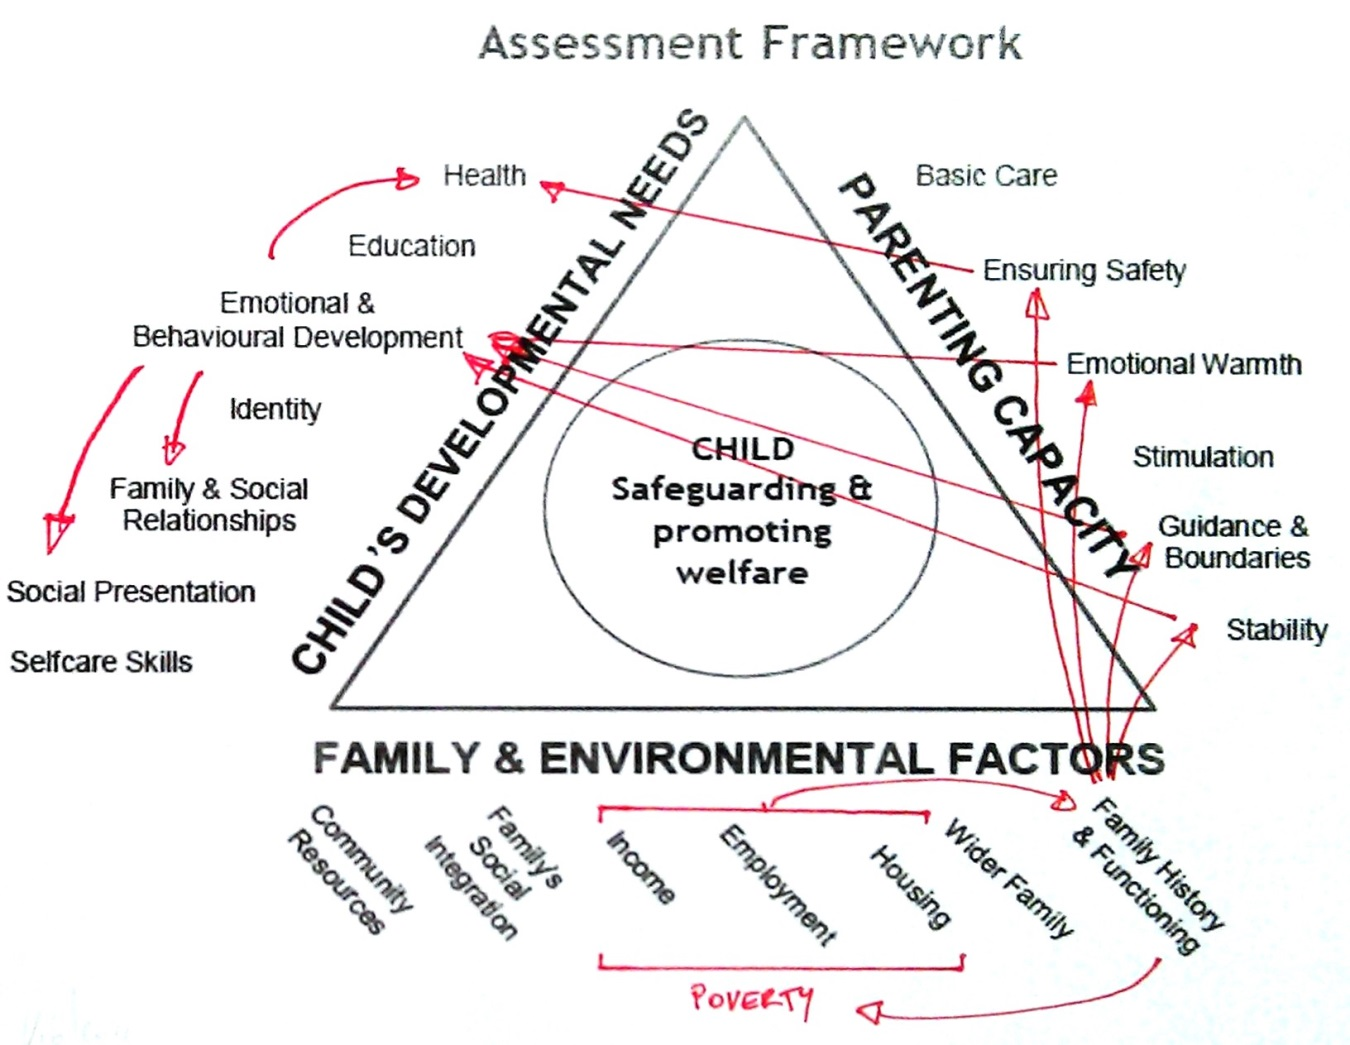 Assessment Framework
CHILD'S DEVELOPMENTAL NEEDS
Health
Education
Emotional &
Behavioural Development
Identity
Family & Social
Relationships
Social Presentation
Selfcare Skills
PARENTING CAPACITY
Basic Care
Ensuring Safety
Emotional Warmth
Stimulation
Guidance &
Boundaries
Stability
CHILD
Safeguarding &
promoting
welfare
FAMILY & ENVIRONMENTAL FACTORS
Community
Resources
Family's
Social
Integration
Income
Employment
Housing
Wider Family
Family History
& Functioning
POVERTY